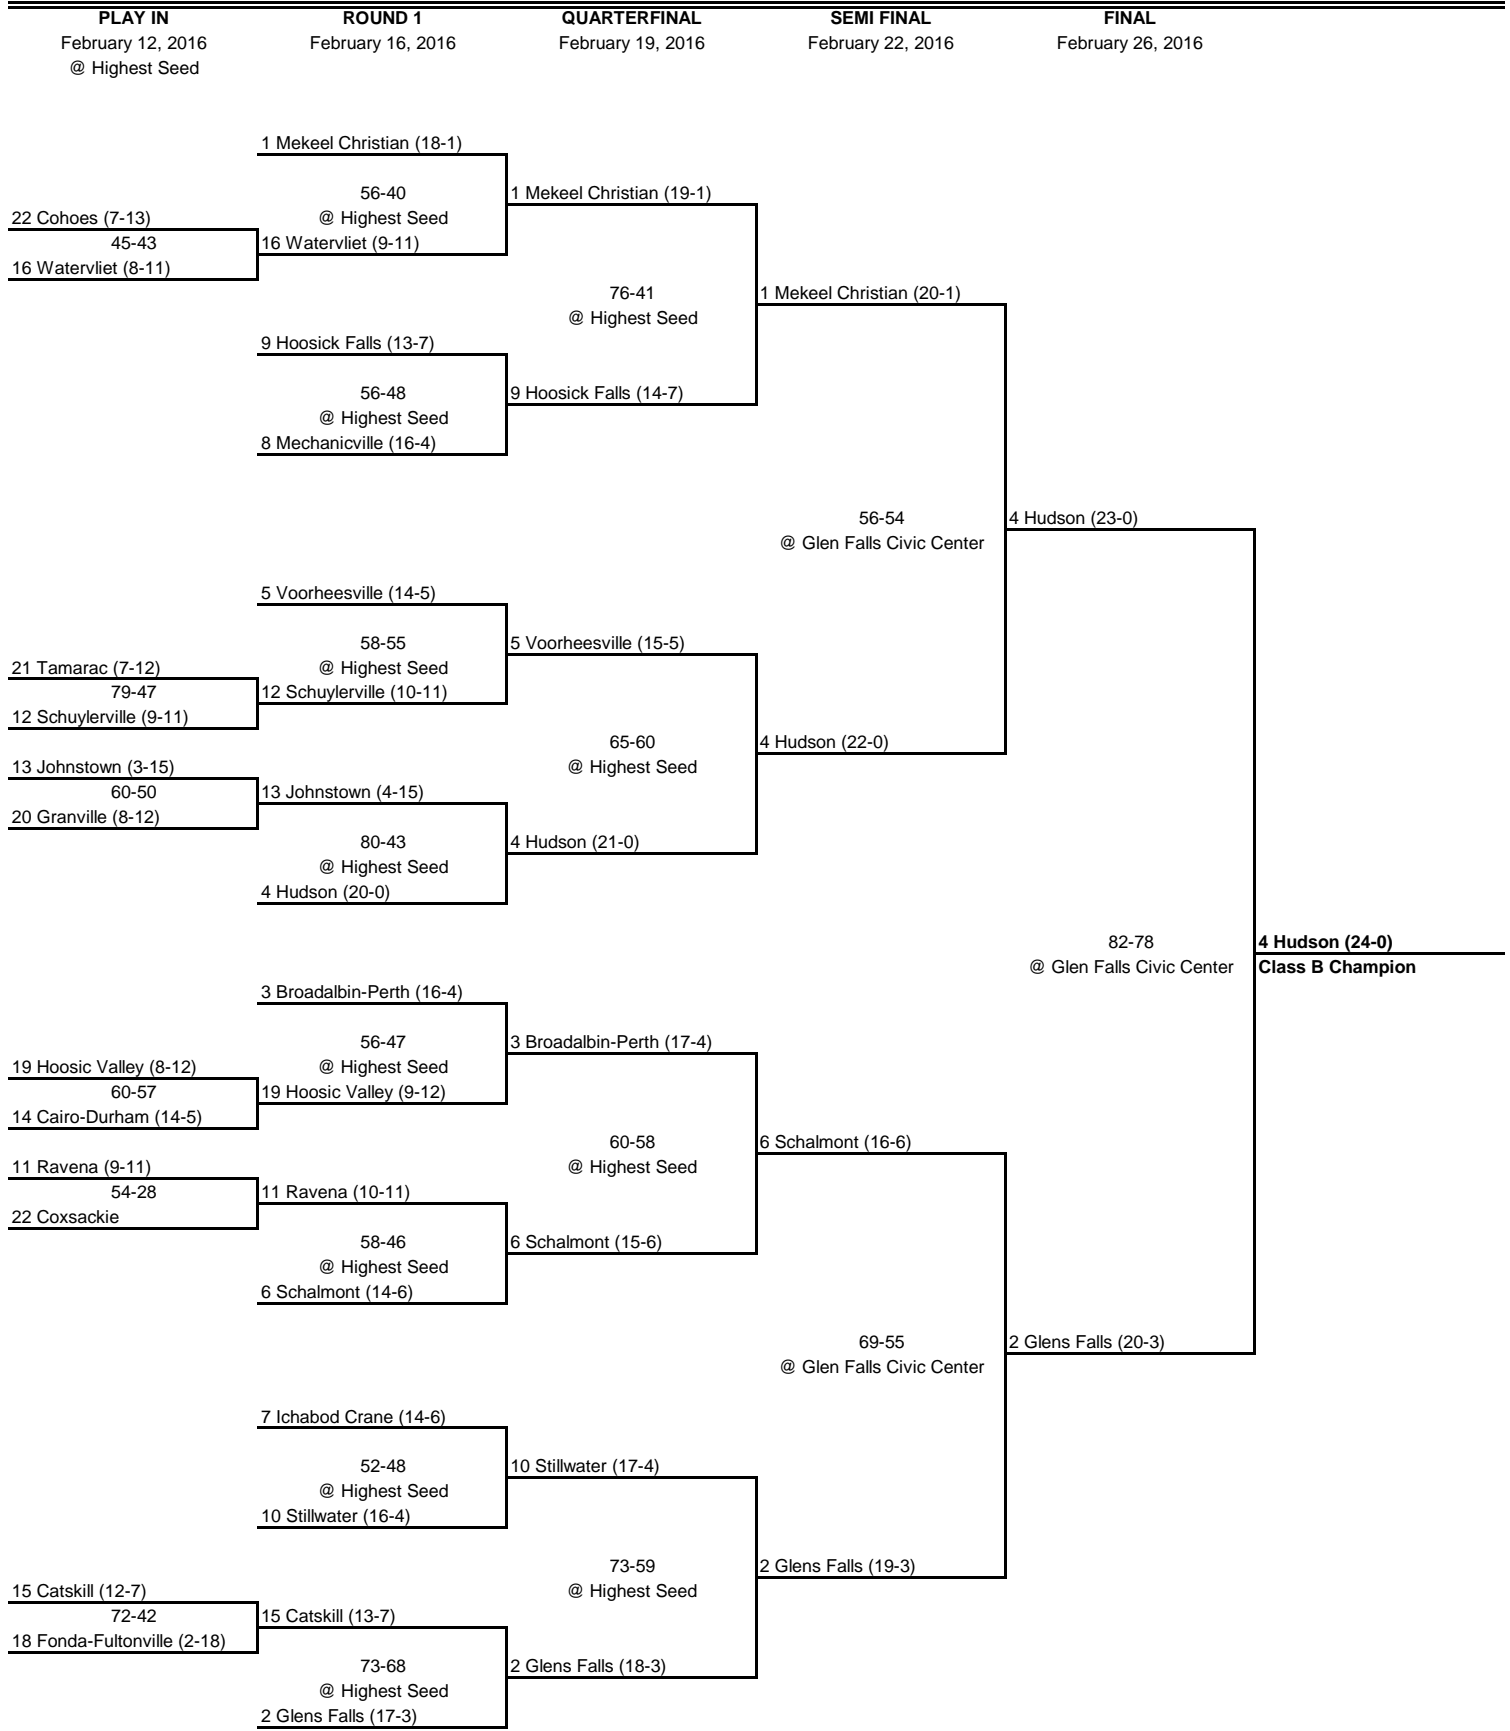 PLAY IN
February 12, 2016
@ Highest Seed
ROUND 1
February 16, 2016
QUARTERFINAL
February 19, 2016
SEMI FINAL
February 22, 2016
FINAL
February 26, 2016
1 Mekeel Christian (18-1)
56-40
@ Highest Seed
1 Mekeel Christian (19-1)
22 Cohoes (7-13)
45-43
16 Watervliet (8-11)
16 Watervliet (9-11)
76-41
@ Highest Seed
1 Mekeel Christian (20-1)
9 Hoosick Falls (13-7)
56-48
@ Highest Seed
9 Hoosick Falls (14-7)
8 Mechanicville (16-4)
56-54
@ Glen Falls Civic Center
4 Hudson (23-0)
5 Voorheesville (14-5)
58-55
@ Highest Seed
5 Voorheesville (15-5)
21 Tamarac (7-12)
79-47
12 Schuylerville (9-11)
12 Schuylerville (10-11)
65-60
@ Highest Seed
4 Hudson (22-0)
13 Johnstown (3-15)
60-50
20 Granville (8-12)
13 Johnstown (4-15)
80-43
@ Highest Seed
4 Hudson (21-0)
4 Hudson (20-0)
82-78
@ Glen Falls Civic Center
4 Hudson (24-0)
Class B Champion
3 Broadalbin-Perth (16-4)
56-47
@ Highest Seed
3 Broadalbin-Perth (17-4)
19 Hoosic Valley (8-12)
60-57
14 Cairo-Durham (14-5)
19 Hoosic Valley (9-12)
60-58
@ Highest Seed
6 Schalmont (16-6)
11 Ravena (9-11)
54-28
22 Coxsackie
11 Ravena (10-11)
58-46
@ Highest Seed
6 Schalmont (15-6)
6 Schalmont (14-6)
69-55
@ Glen Falls Civic Center
2 Glens Falls (20-3)
7 Ichabod Crane (14-6)
52-48
@ Highest Seed
10 Stillwater (17-4)
10 Stillwater (16-4)
73-59
@ Highest Seed
2 Glens Falls (19-3)
15 Catskill (12-7)
72-42
18 Fonda-Fultonville (2-18)
15 Catskill (13-7)
73-68
@ Highest Seed
2 Glens Falls (18-3)
2 Glens Falls (17-3)